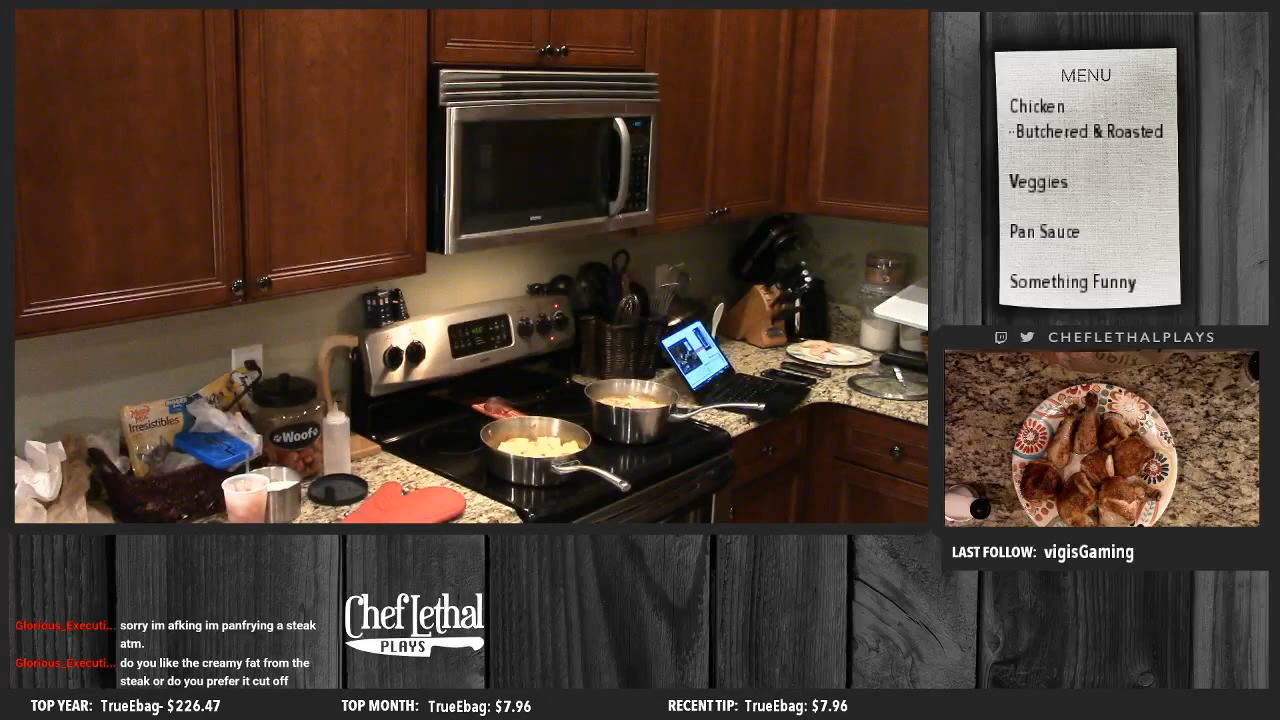 MENU
Chicken
-Butchered & Roasted
Veggies
Pan Sauce
Something Funny
Irresistibles
Woof
CHEFLETHALPLAYS
LAST FOLLOW: vigisGaming
Glorious_Executi... sorry im afking im panfrying a steak
atm.
Glorious_Executi... do you like the creamy fat from the
steak or do you prefer it cut off
Chef Lethal
PLAYS
TOP YEAR: TrueEbag- $226.47
TOP MONTH: TrueEbag: $7.96
RECENT TIP: TrueEbag: $7.96